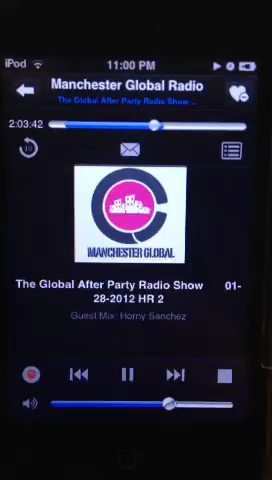 iPod 11:00 PM
Manchester Global Radio
The Global After Party Radio Show ...
2:03:42
10
MANCHESTER GLOBAL
The Global After Party Radio Show 01-
28-2012 HR 2
Guest Mix: Horny Sanchez